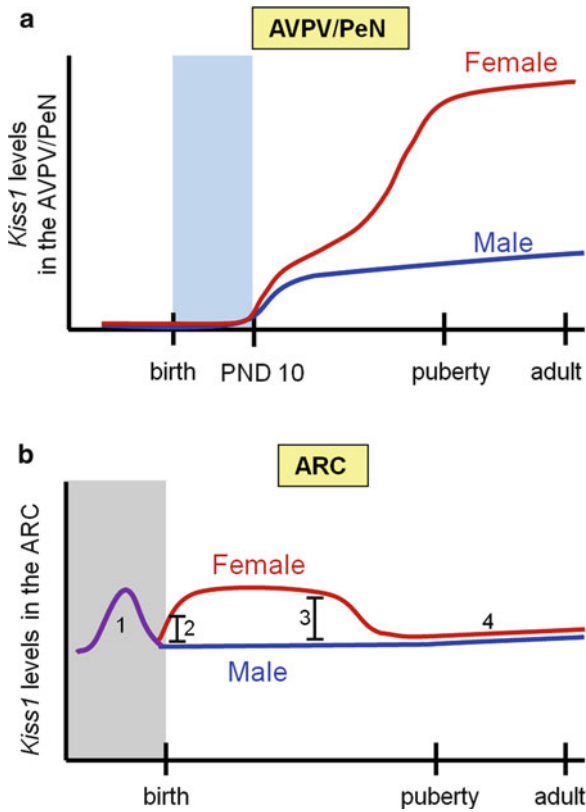 a
AVPV/PeN
Kiss1 levels
in the AVPV/PeN
Female
Male
birth
PND 10
puberty
adult
b
ARC
Kiss1 levels in the ARC
Female
1
2
3
4
Male
birth
puberty
adult